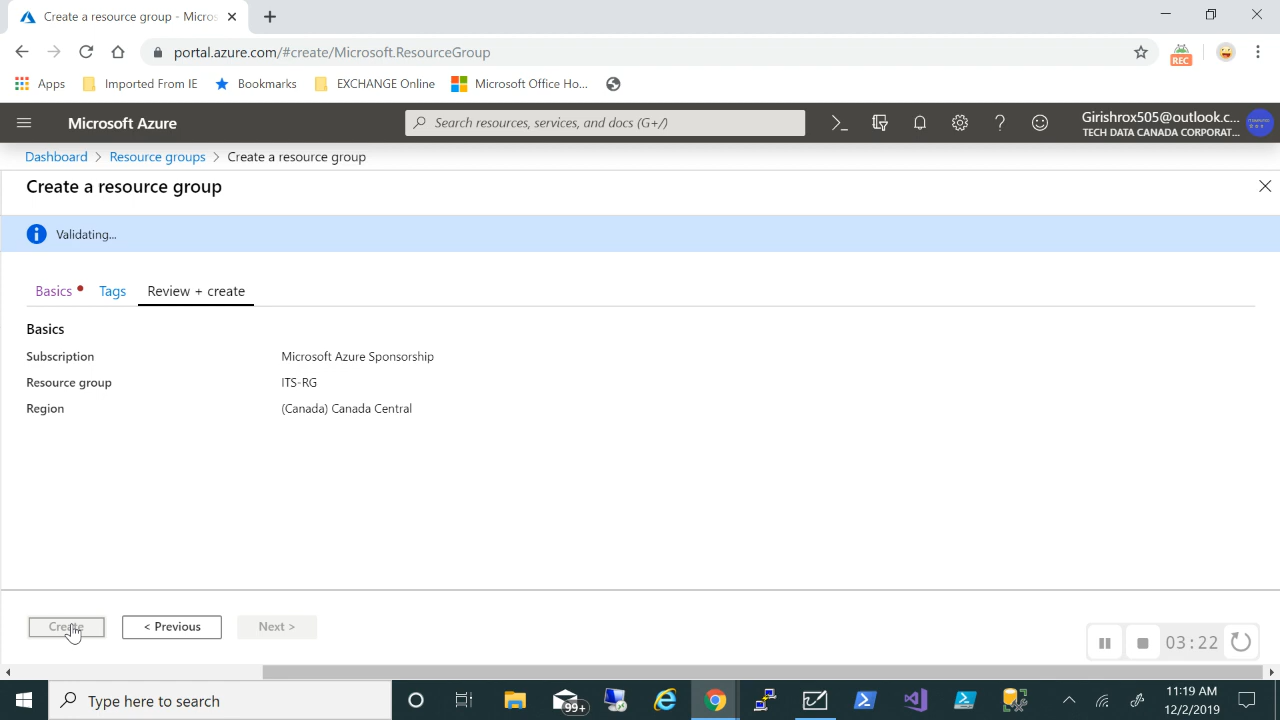 Create a resource group - Micros
portal.azure.com/#create/Microsoft.ResourceGroup
REC
Apps
Imported From IE
Bookmarks
EXCHANGE Online
Microsoft Office Ho...
Microsoft Azure
Search resources, services, and docs (G+/)
Girishrox505@outlook.c...
TECH DATA CANADA CORPORAT...
Dashboard > Resource groups > Create a resource group
Create a resource group
Validating...
Basics
Tags
Review + create
Basics
Subscription Microsoft Azure Sponsorship
Resource group ITS-RG
Region (Canada) Canada Central
Create
< Previous
Next >
03:22
Type here to search
99+
11:19 AM
12/2/2019